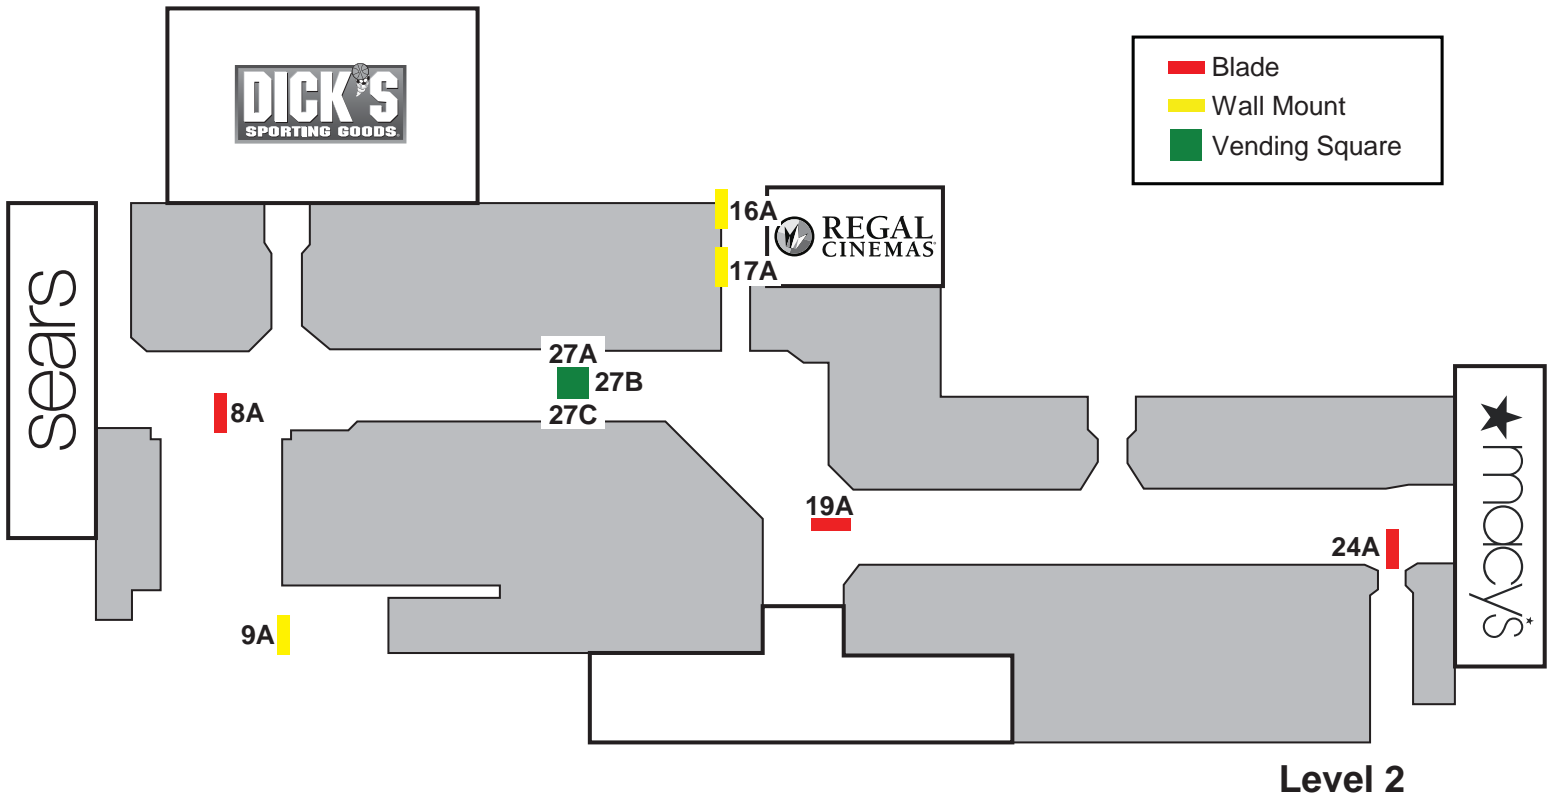 DICK'S
SPORTING GOODS
Blade
Wall Mount
Vending Square
16A
REGAL
CINEMAS
17A
sears
27A
27B
27C
8A
macy's
19A
24A
9A
Level 2